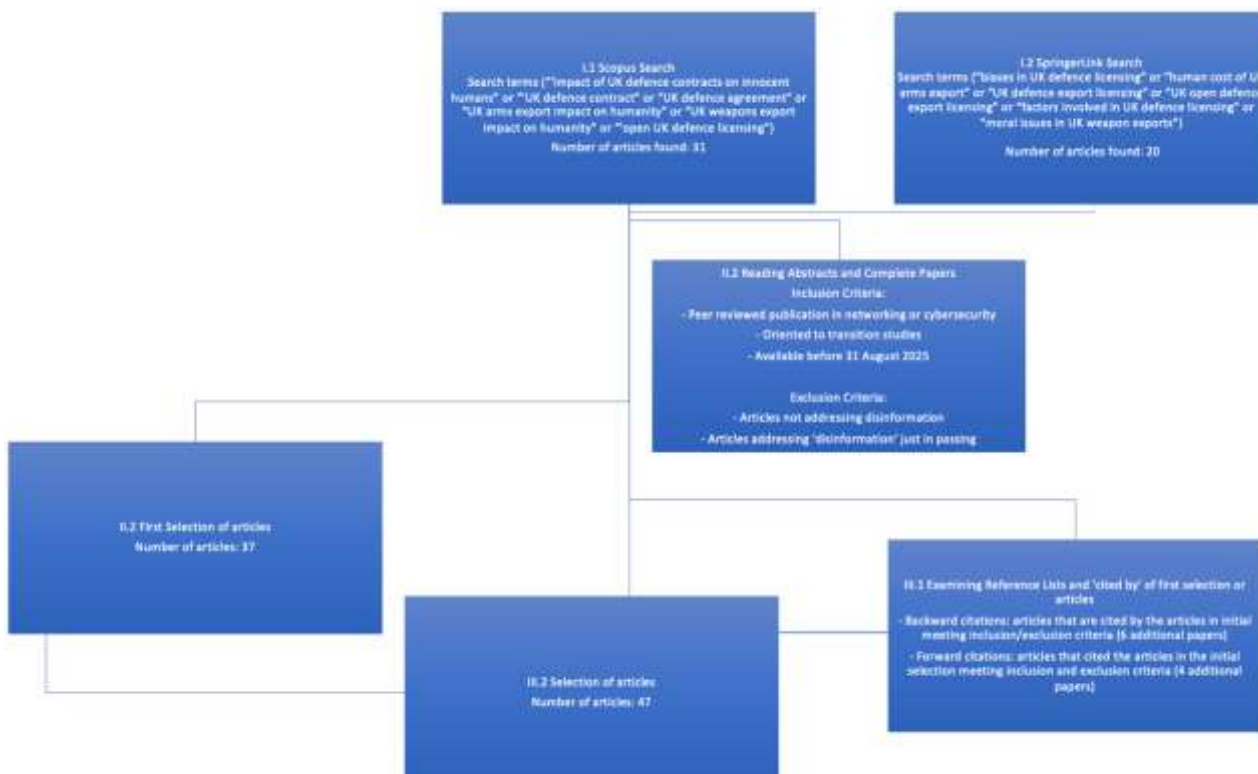 I.1 Scopus Search
Search terms ("'impact of UK defence contracts on innocent
humans" or "'UK defence contract" or "UK defence agreement" or
"UK arms export impact on humanity" or "UK weapons export
impact on humanity" or "'open UK defence licensing")
Number of articles found: 31
I.2 SpringerLink Search
Search terms ("biases in UK defence licensing" or "human cost of
arms export" or "UK defence export licensing" or "UK open defence
export licensing" or "factors involved in UK defence licensing" or
"moral issues in UK weapon exports")
Number of articles found: 20
II.2 Reading Abstracts and Complete Papers
Inclusion Criteria:
- Peer reviewed publication in networking or cybersecurity
- Oriented to transition studies
- Available before 31 August 2025
Exclusion Criteria:
- Articles not addressing disinformation
- Articles addressing 'disinformation' just in passing
II.2 First Selection of articles
Number of articles: 37
III.1 Examining Reference Lists and 'cited by' of first selection or
articles
- Backward citations: articles that are cited by the articles in initial
meeting inclusion/exclusion criteria (6 additional papers)
- Forward citations: articles that cited the articles in the initial
selection meeting inclusion and exclusion criteria (4 additional
papers)
III.2 Selection of articles
Number of articles: 47